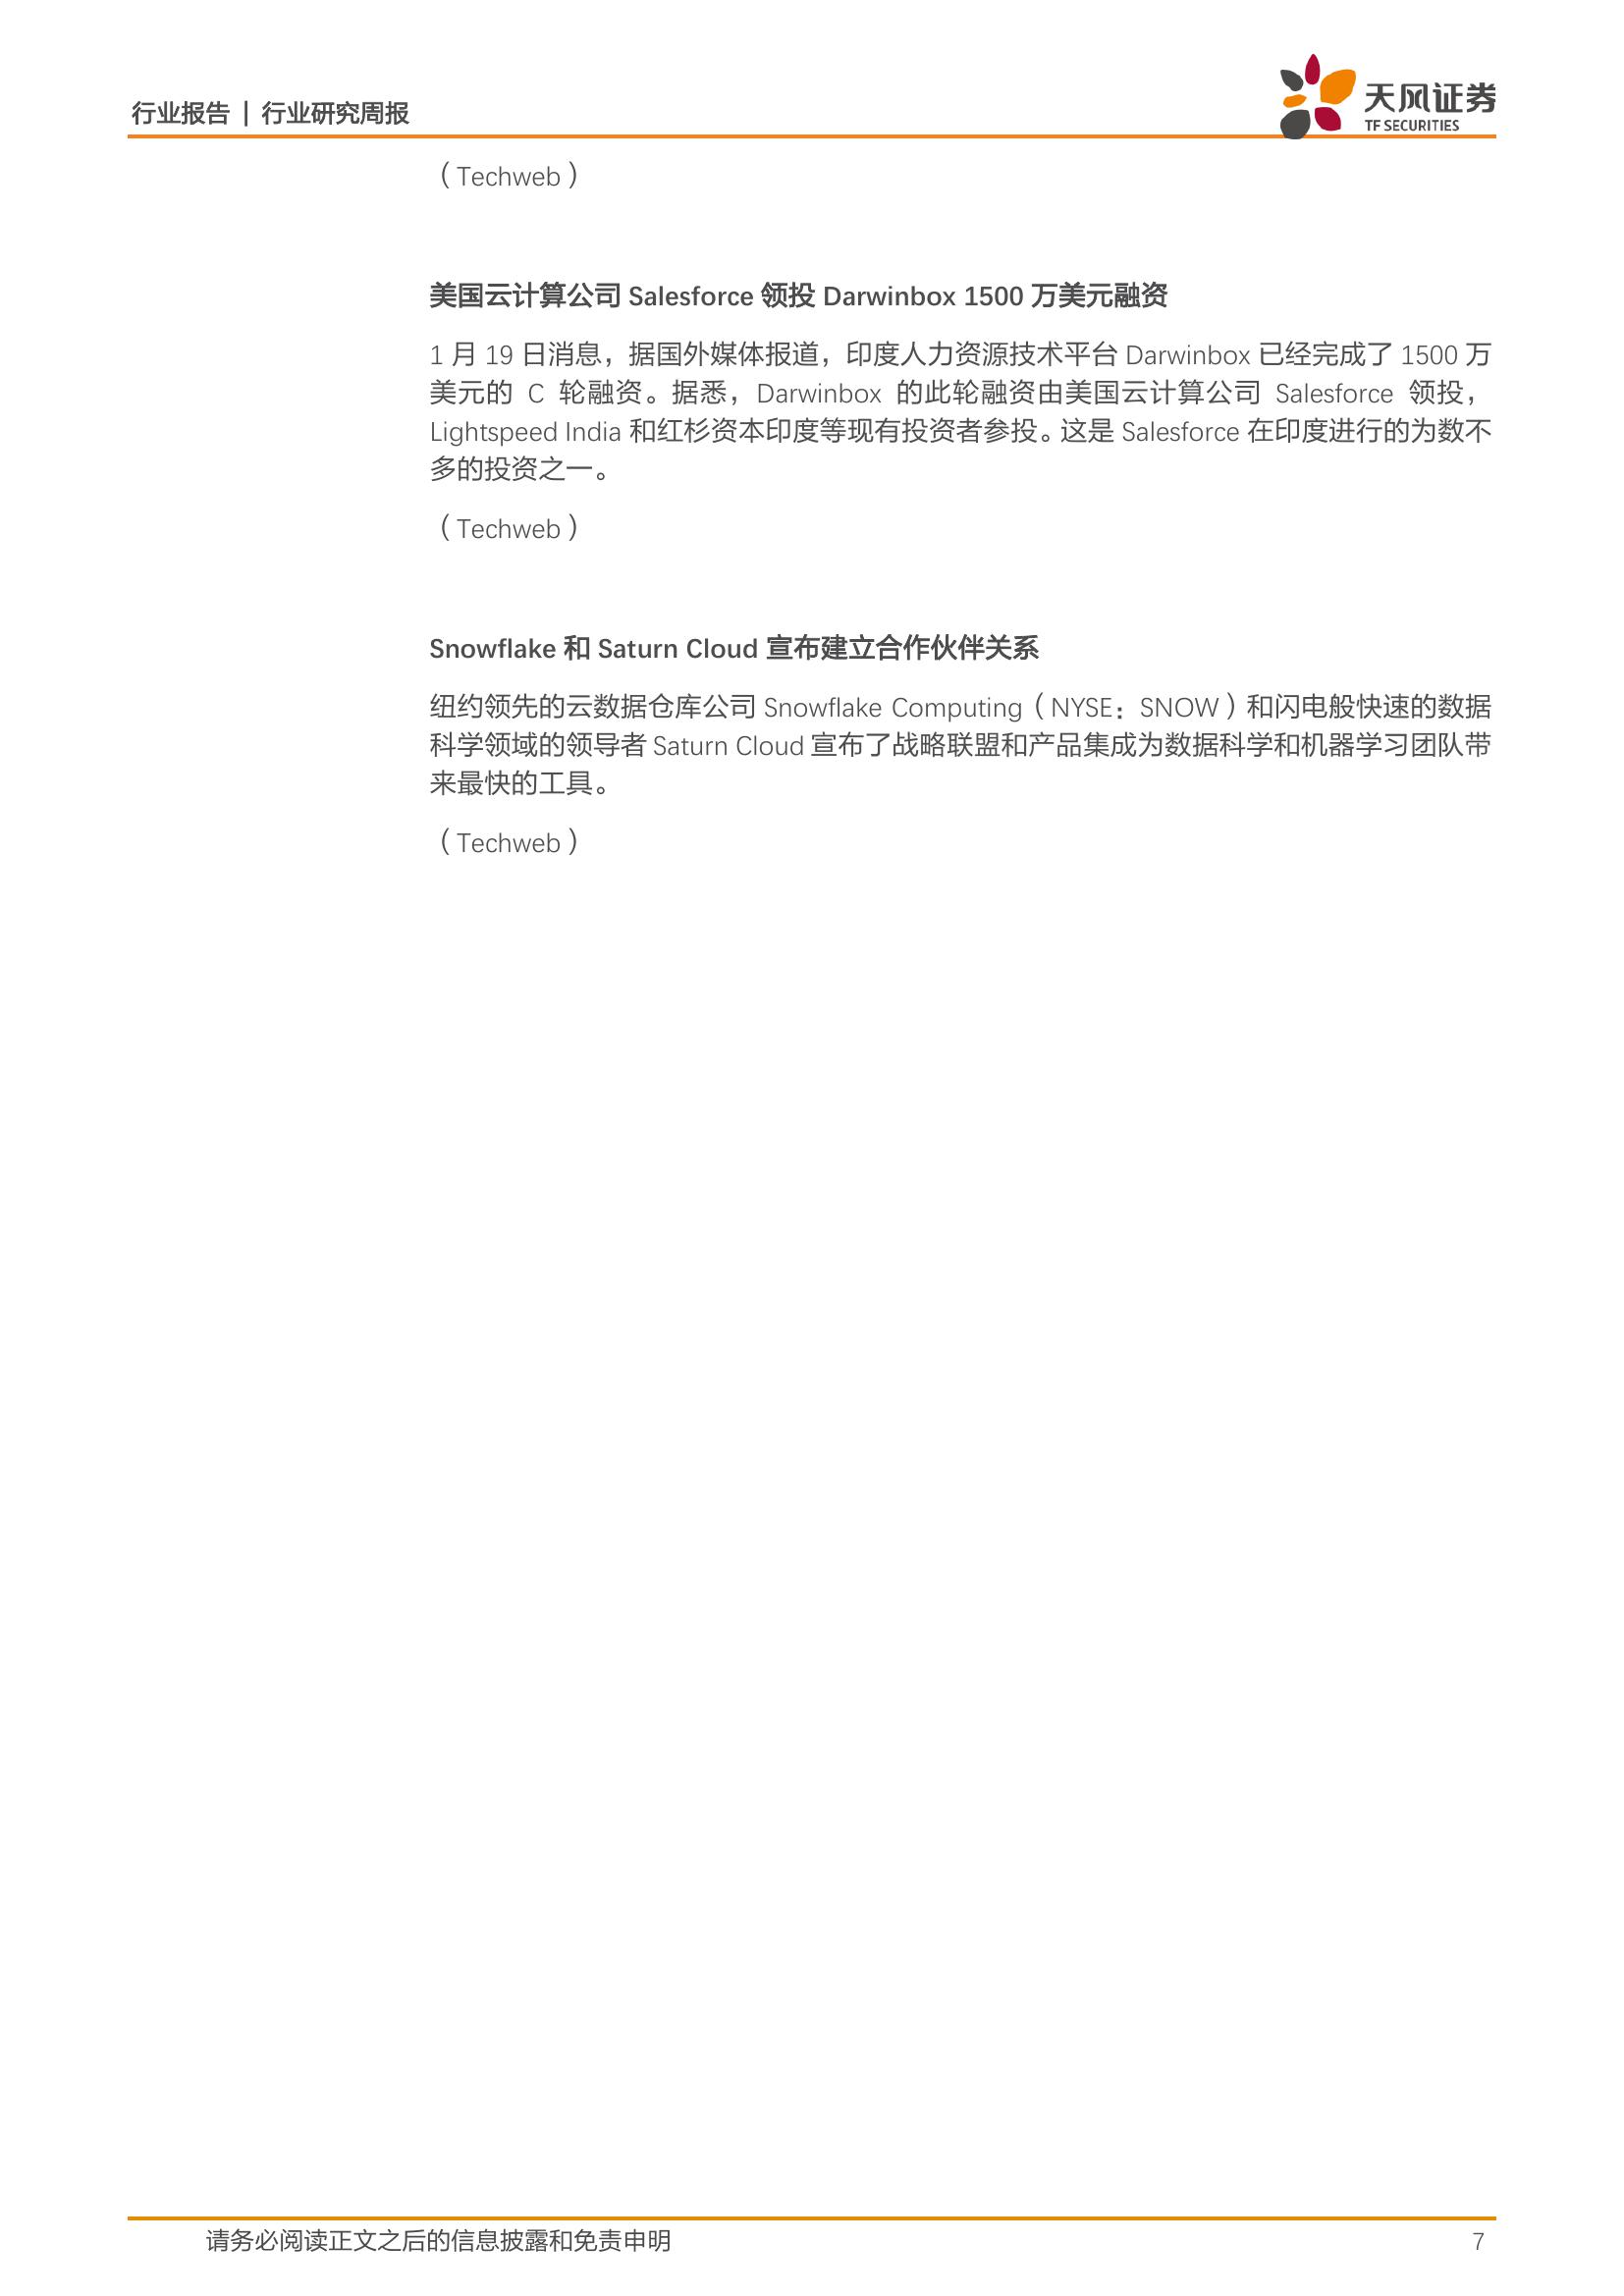 行业报告 | 行业研究周报
天风证券
TF SECURITIES
（Techweb）
美国云计算公司 Salesforce 领投 Darwinbox 1500 万美元融资
1 月 19 日消息，据国外媒体报道，印度人力资源技术平台 Darwinbox 已经完成了 1500 万
美元的 C 轮融资。据悉，Darwinbox 的此轮融资由美国云计算公司 Salesforce 领投，
Lightspeed India 和红杉资本印度等现有投资者参投。这是 Salesforce 在印度进行的为数不
多的投资之一。
（Techweb）
Snowflake 和 Saturn Cloud 宣布建立合作伙伴关系
纽约领先的云数据仓库公司 Snowflake Computing（NYSE：SNOW）和闪电般快速的数据
科学领域的领导者 Saturn Cloud 宣布了战略联盟和产品集成为数据科学和机器学习团队带
来最快的工具。
（Techweb）
请务必阅读正文之后的信息披露和免责申明
7